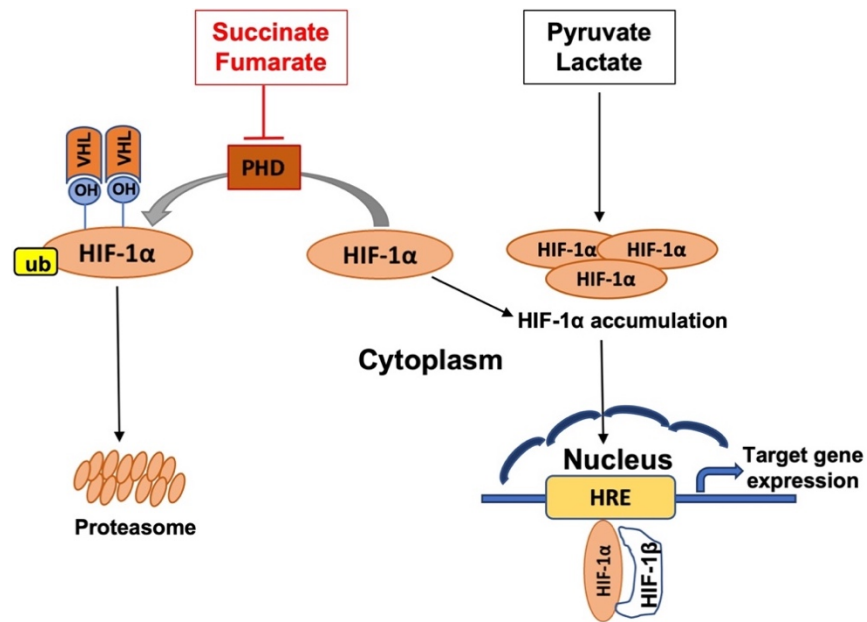 Succinate
Fumarate
Pyruvate
Lactate
VHL
VHL
OH
OH
PHD
ub
HIF-1α
HIF-1α
HIF-1α
HIF-1α
HIF-1α
HIF-1α accumulation
Cytoplasm
Proteasome
Nucleus
Target gene
expression
HRE
HIF-1α
HIF-1β